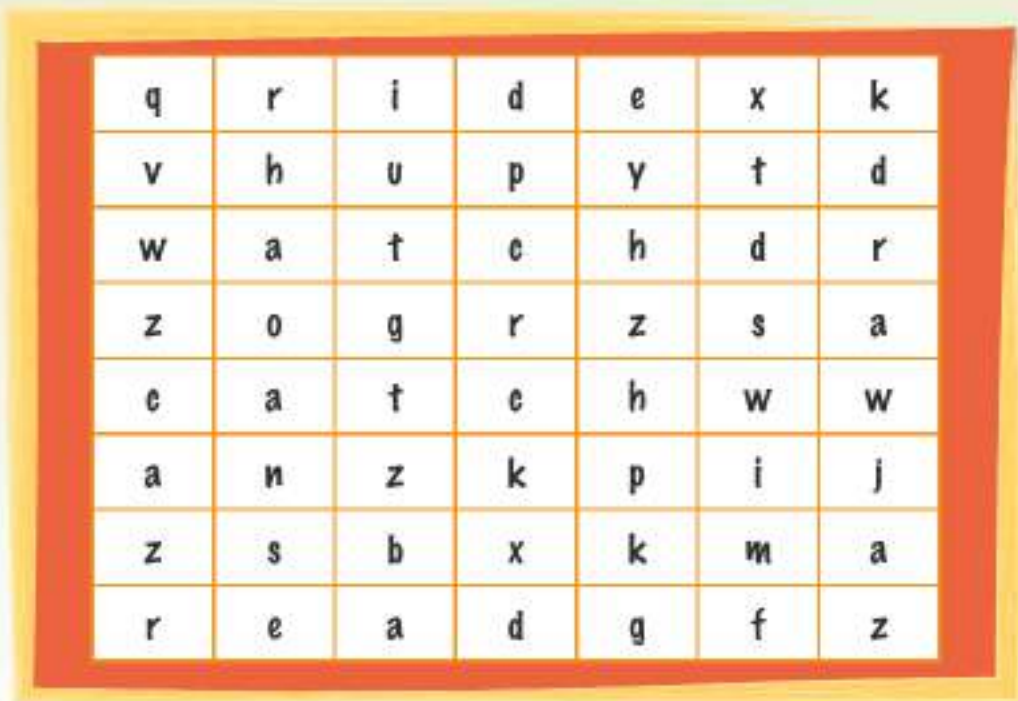 q r i d e x k
v h u p y t d
w a t c h d r
z o g r z s a
c a t c h w w
a n z k p i j
z s b x k m a
r e a d g f z